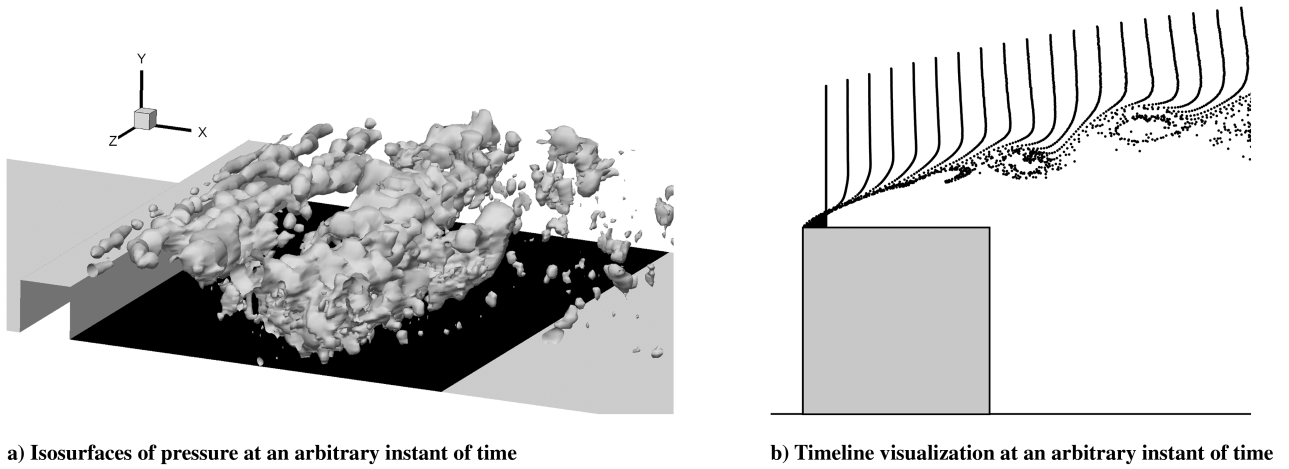 Y
X
Z
a) Isosurfaces of pressure at an arbitrary instant of time
b) Timeline visualization at an arbitrary instant of time